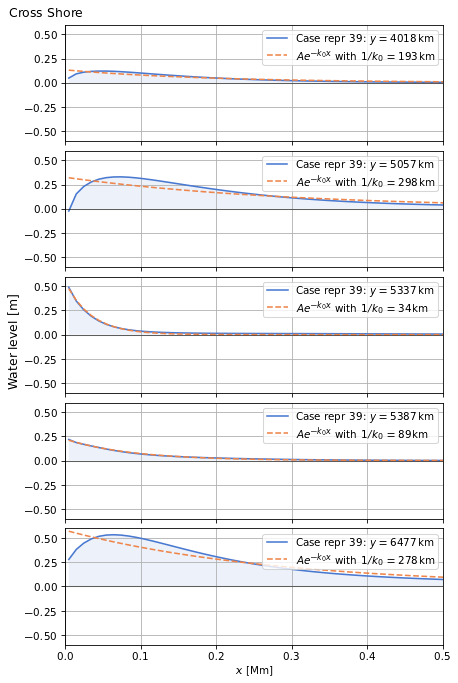 Cross Shore
Water level [m]
0.50
0.25
0.00
−0.25
−0.50
Case repr 39: y = 4018 km
Ae^{−k₀x} with 1/k₀ = 193 km
0.50
0.25
0.00
−0.25
−0.50
Case repr 39: y = 5057 km
Ae^{−k₀x} with 1/k₀ = 298 km
0.50
0.25
0.00
−0.25
−0.50
Case repr 39: y = 5337 km
Ae^{−k₀x} with 1/k₀ = 34 km
0.50
0.25
0.00
−0.25
−0.50
Case repr 39: y = 5387 km
Ae^{−k₀x} with 1/k₀ = 89 km
0.50
0.25
0.00
−0.25
−0.50
Case repr 39: y = 6477 km
Ae^{−k₀x} with 1/k₀ = 278 km
0.0 0.1 0.2 0.3 0.4 0.5
x [Mm]